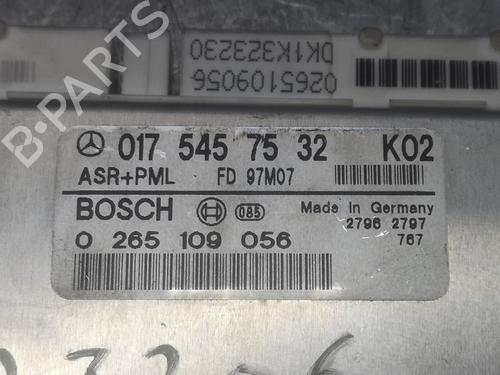 DK1K3Z3Z30
0265109056
B-PARTS
017 545 75 32 K02
ASR+PML FD 97M07
BOSCH 085 Made in Germany
2796 2797
0 265 109 056 767